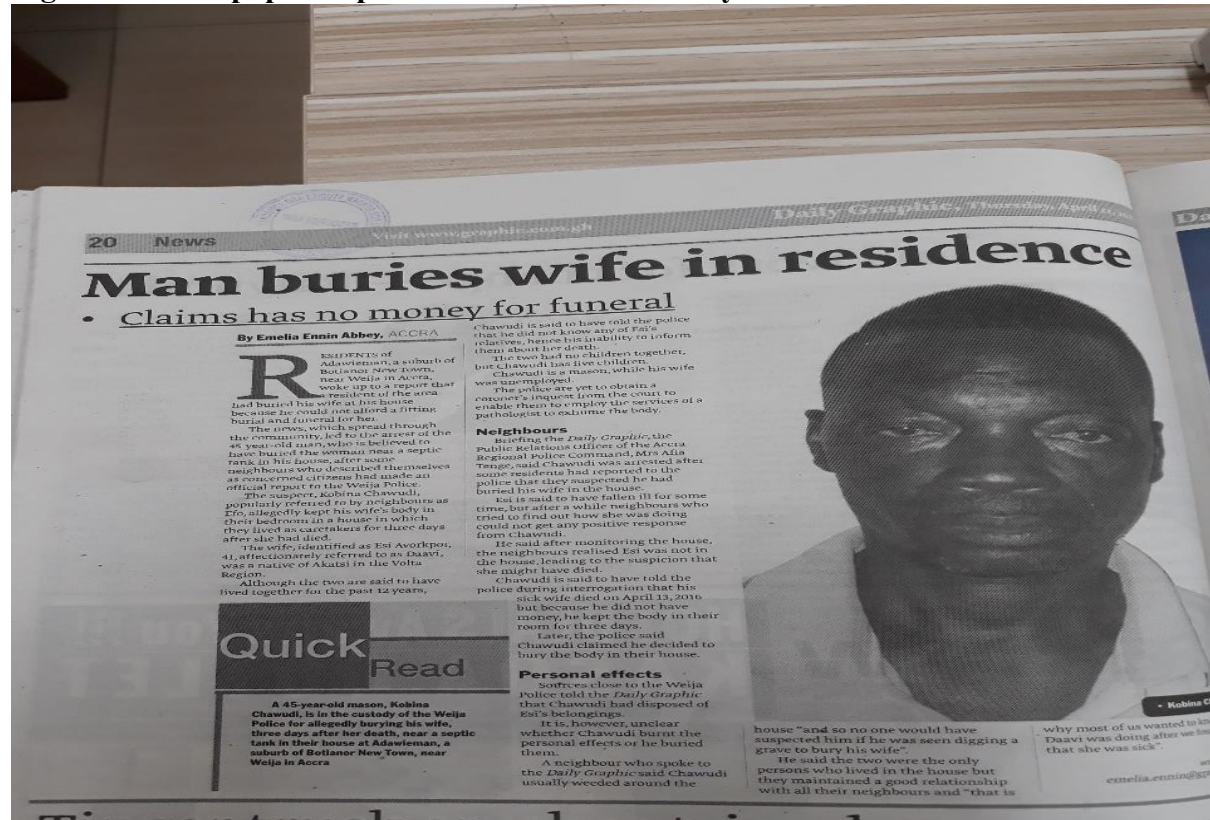 20 News
Visit www.graphic.com.gh
Daily Graphic, Thursday, April 21,
Man buries wife in residence
• Claims has no money for funeral
By Emelia Ennin Abbey, ACCRA
RESIDENTS of
Adawieman, a suburb of
Botianor New Town,
near Weija in Accra,
woke up to a report that
a resident of the area
had buried his wife at his house
because he could not afford a fitting
burial and funeral for her.
The news, which spread through
the community, led to the arrest of the
45-year-old man, who is believed to
have buried the woman near a septic
tank in his house, after some
neighbours who described themselves
as concerned citizens had made an
official report to the Weija Police.
The suspect, Kobina Chawudi,
popularly referred to by neighbours as
Efo, allegedly kept his wife's body in
their bedroom in a house in which
they lived as caretakers for three days
after she had died.
The wife, identified as Esi Avorkpor,
41, affectionately referred to as Daavi,
was a native of Akatsi in the Volta
Region.
Although the two are said to have
lived together for the past 12 years,
Chawudi is said to have told the police
that he did not know any of Esi's
relatives, hence his inability to inform
them about her death.
The two had no children together,
but Chawudi has five children.
Chawudi is a mason, while his wife
was unemployed.
The police are yet to obtain a
coroner's inquest from the court to
enable them to employ the services of a
pathologist to exhume the body.
Neighbours
Briefing the Daily Graphic, the
Public Relations Officer of the Accra
Regional Police Command, Mrs Afia
Tenge, said Chawudi was arrested after
some residents had reported to the
police that they suspected he had
buried his wife in the house.
Esi is said to have fallen ill for some
time, but after a while neighbours who
tried to find out how she was doing
could not get any positive response
from Chawudi.
He said after monitoring the house,
the neighbours realised Esi was not in
the house, leading to the suspicion that
she might have died.
Chawudi is said to have told the
police during interrogation that his
sick wife died on April 13, 2016
but because he did not have
money, he kept the body in their
room for three days.
Later, the police said
Chawudi claimed he decided to
bury the body in their house.
Personal effects
Sources close to the Weija
Police told the Daily Graphic
that Chawudi had disposed of
Esi's belongings.
It is, however, unclear
whether Chawudi burnt the
personal effects or he buried
them.
A neighbour who spoke to
the Daily Graphic said Chawudi
usually weeded around the
house "and so no one would have
suspected him if he was seen digging a
grave to bury his wife".
He said the two were the only
persons who lived in the house but
they maintained a good relationship
with all their neighbours and "that is
why most of us wanted to
Daavi was doing after we
that she was sick".
Quick
Read
A 45-year-old mason, Kobina
Chawudi, is in the custody of the Weija
Police for allegedly burying his wife,
three days after her death, near a septic
tank in their house at Adawieman, a
suburb of Botianor New Town, near
Weija in Accra
• Kobina